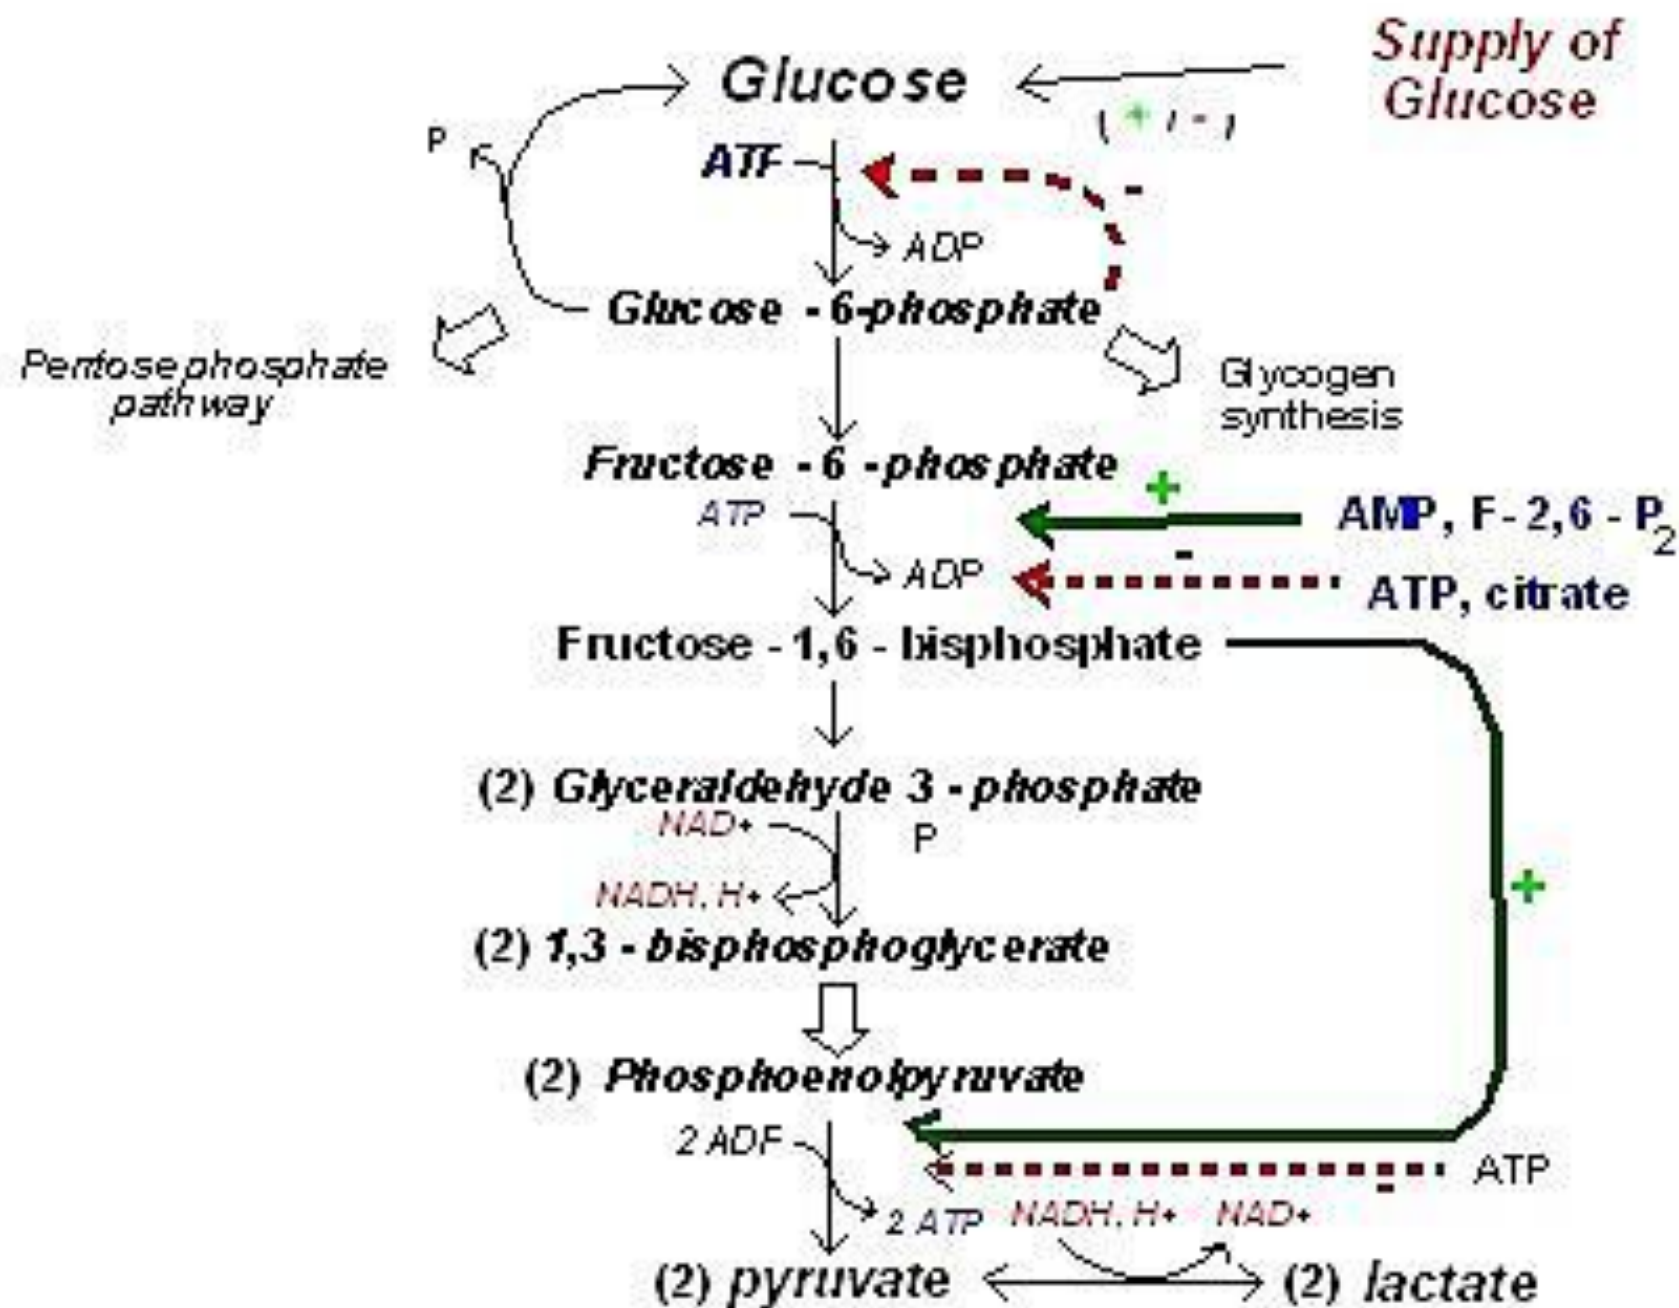 Supply of
Glucose
Glucose
( + / - )
P
ATP
-
ADP
Glucose - 6-phosphate
Pentose phosphate
pathway
Glycogen
synthesis
Fructose - 6 - phosphate
+
ATP
AMP, F- 2,6 - P2
-
ADP
ATP, citrate
Fructose - 1,6 - bisphosphate
(2) Glyceraldehyde 3 - phosphate
NAD+
P
+
NADH, H+
(2) 1,3 - bisphosphoglycerate
(2) Phosphoenolpyruvate
2 ADP
ATP
-
2 ATP NADH, H+ NAD+
(2) pyruvate
(2) lactate